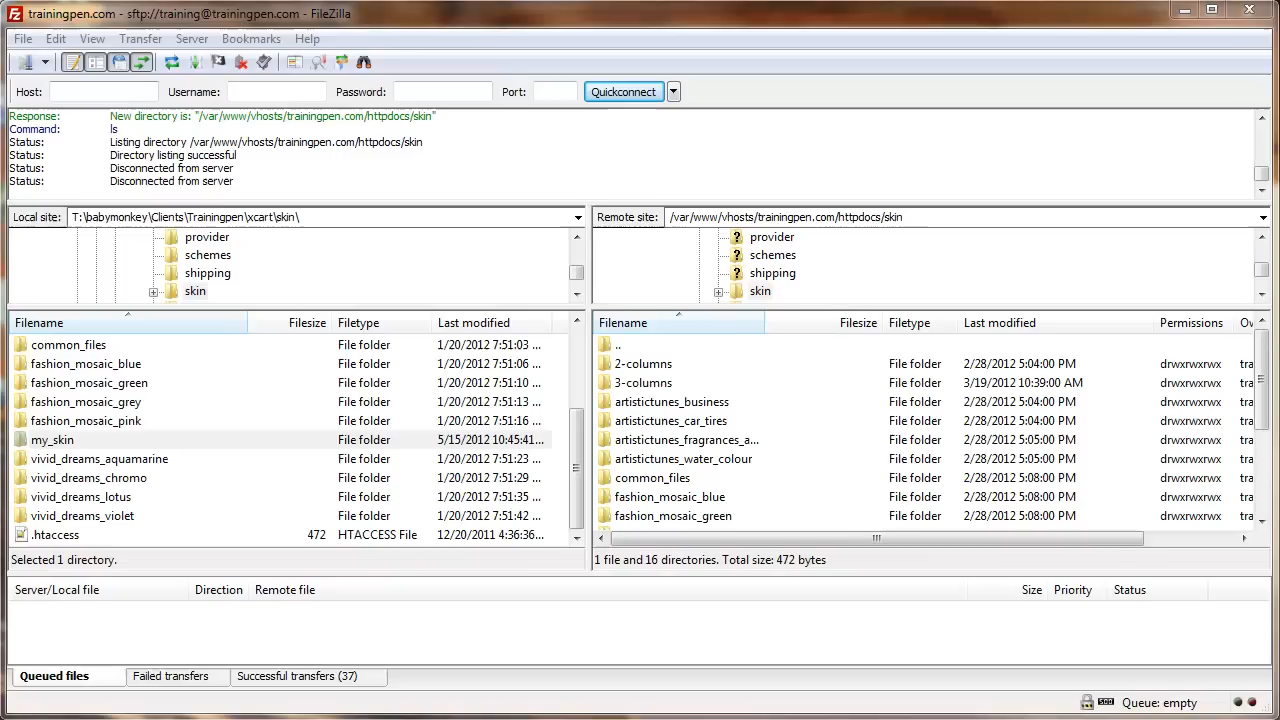 trainingpen.com - sftp://training@trainingpen.com - FileZilla
File Edit View Transfer Server Bookmarks Help
Host: Username: Password: Port: Quickconnect
Response: New directory is: "/var/www/vhosts/trainingpen.com/httpdocs/skin"
Command: ls
Status: Listing directory /var/www/vhosts/trainingpen.com/httpdocs/skin
Status: Directory listing successful
Status: Disconnected from server
Status: Disconnected from server
Local site: T:\babymonkey\Clients\Trainingpen\xcart\skin\
provider
schemes
shipping
skin
Filename Filesize Filetype Last modified
common_files File folder 1/20/2012 7:51:03 ...
fashion_mosaic_blue File folder 1/20/2012 7:51:06 ...
fashion_mosaic_green File folder 1/20/2012 7:51:10 ...
fashion_mosaic_grey File folder 1/20/2012 7:51:13 ...
fashion_mosaic_pink File folder 1/20/2012 7:51:16 ...
my_skin File folder 5/15/2012 10:45:41...
vivid_dreams_aquamarine File folder 1/20/2012 7:51:23 ...
vivid_dreams_chromo File folder 1/20/2012 7:51:29 ...
vivid_dreams_lotus File folder 1/20/2012 7:51:35 ...
vivid_dreams_violet File folder 1/20/2012 7:51:42 ...
.htaccess 472 HTACCESS File 12/20/2011 4:36:36...
Selected 1 directory.
Remote site: /var/www/vhosts/trainingpen.com/httpdocs/skin
provider
schemes
shipping
skin
Filename Filesize Filetype Last modified Permissions Ov
..
2-columns File folder 2/28/2012 5:04:00 PM drwxrwxrwx tra
3-columns File folder 3/19/2012 10:39:00 AM drwxrwxrwx tra
artistictunes_business File folder 2/28/2012 5:04:00 PM drwxrwxrwx tra
artistictunes_car_tires File folder 2/28/2012 5:04:00 PM drwxrwxrwx tra
artistictunes_fragrances_a... File folder 2/28/2012 5:05:00 PM drwxrwxrwx tra
artistictunes_water_colour File folder 2/28/2012 5:05:00 PM drwxrwxrwx tra
common_files File folder 2/28/2012 5:08:00 PM drwxrwxrwx tra
fashion_mosaic_blue File folder 2/28/2012 5:08:00 PM drwxrwxrwx tra
fashion_mosaic_green File folder 2/28/2012 5:08:00 PM drwxrwxrwx tra
1 file and 16 directories. Total size: 472 bytes
Server/Local file Direction Remote file Size Priority Status
Queued files Failed transfers Successful transfers (37)
Queue: empty